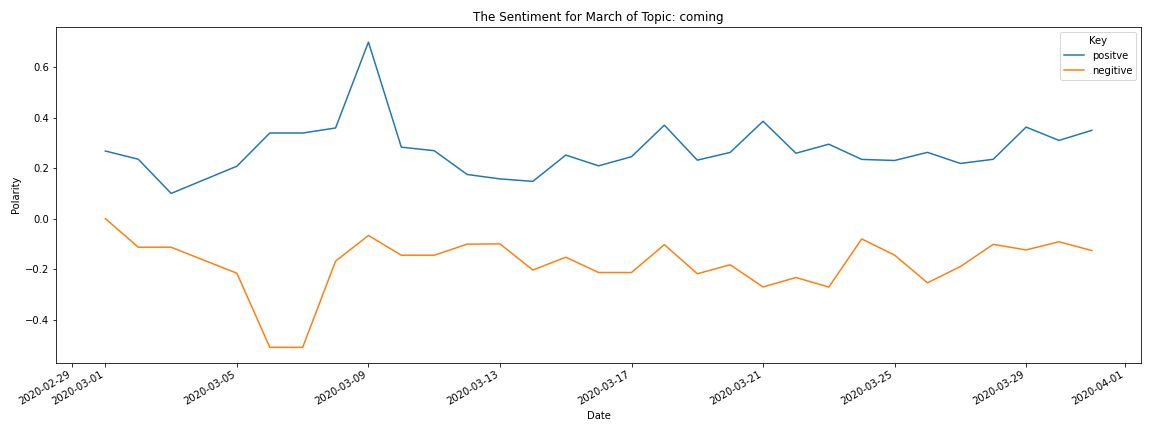 The Sentiment for March of Topic: coming
Key
positve
negitive
0.6
0.4
0.2
0.0
−0.2
−0.4
Polarity
2020-02-29
2020-03-01
2020-03-05
2020-03-09
2020-03-13
2020-03-17
2020-03-21
2020-03-25
2020-03-29
2020-04-01
Date